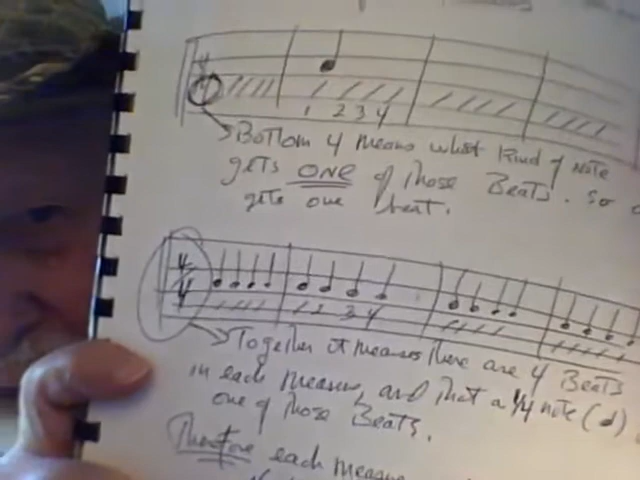 4
4
1 2 3 4
Bottom 4 means what kind of note
gets ONE of those Beats. So
gets one beat.
4
4
1 2 3 4
Together it means there are 4 Beats
in each measure, and that a 1/4 note (♩)
one of those Beats.
Therefore each measure